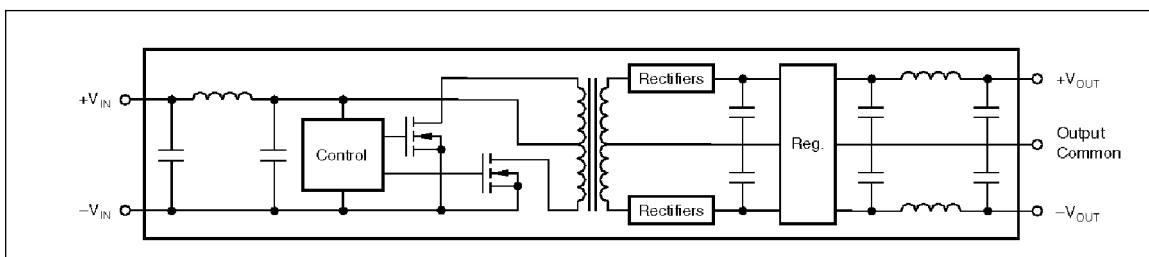 Rectifiers
+V_OUT
+V_IN
Control
Reg.
Output
Common
-V_IN
Rectifiers
-V_OUT